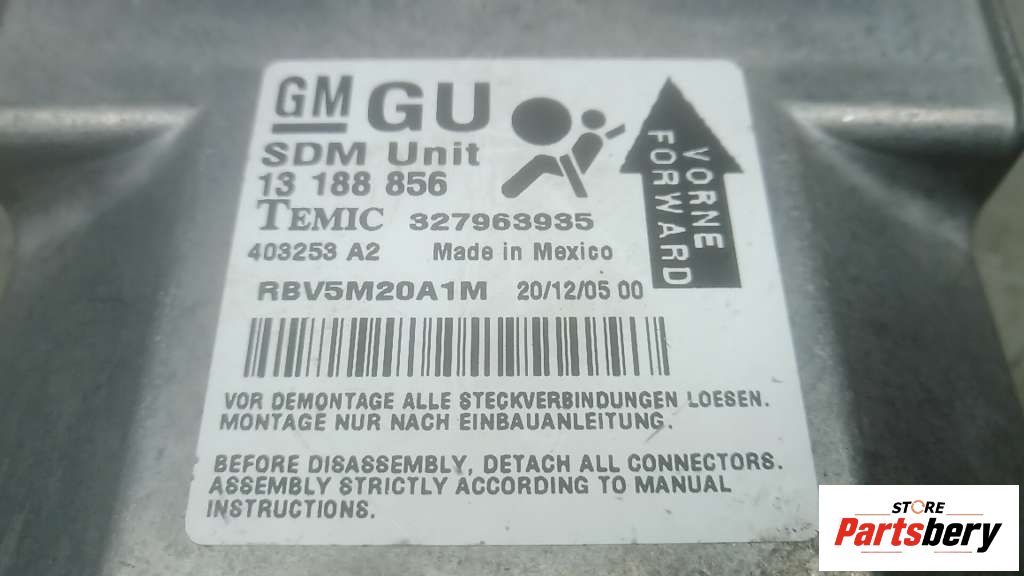 GM GU
SDM Unit
13 188 856
TEMIC 327963935
403253 A2 Made in Mexico
RBV5M20A1M 20/12/05 00
VORNE
FORWARD
VOR DEMONTAGE ALLE STECKVERBINDUNGEN LOESEN.
MONTAGE NUR NACH EINBAUANLEITUNG.
BEFORE DISASSEMBLY, DETACH ALL CONNECTORS.
ASSEMBLY STRICTLY ACCORDING TO MANUAL
INSTRUCTIONS.
STORE
Partsbery